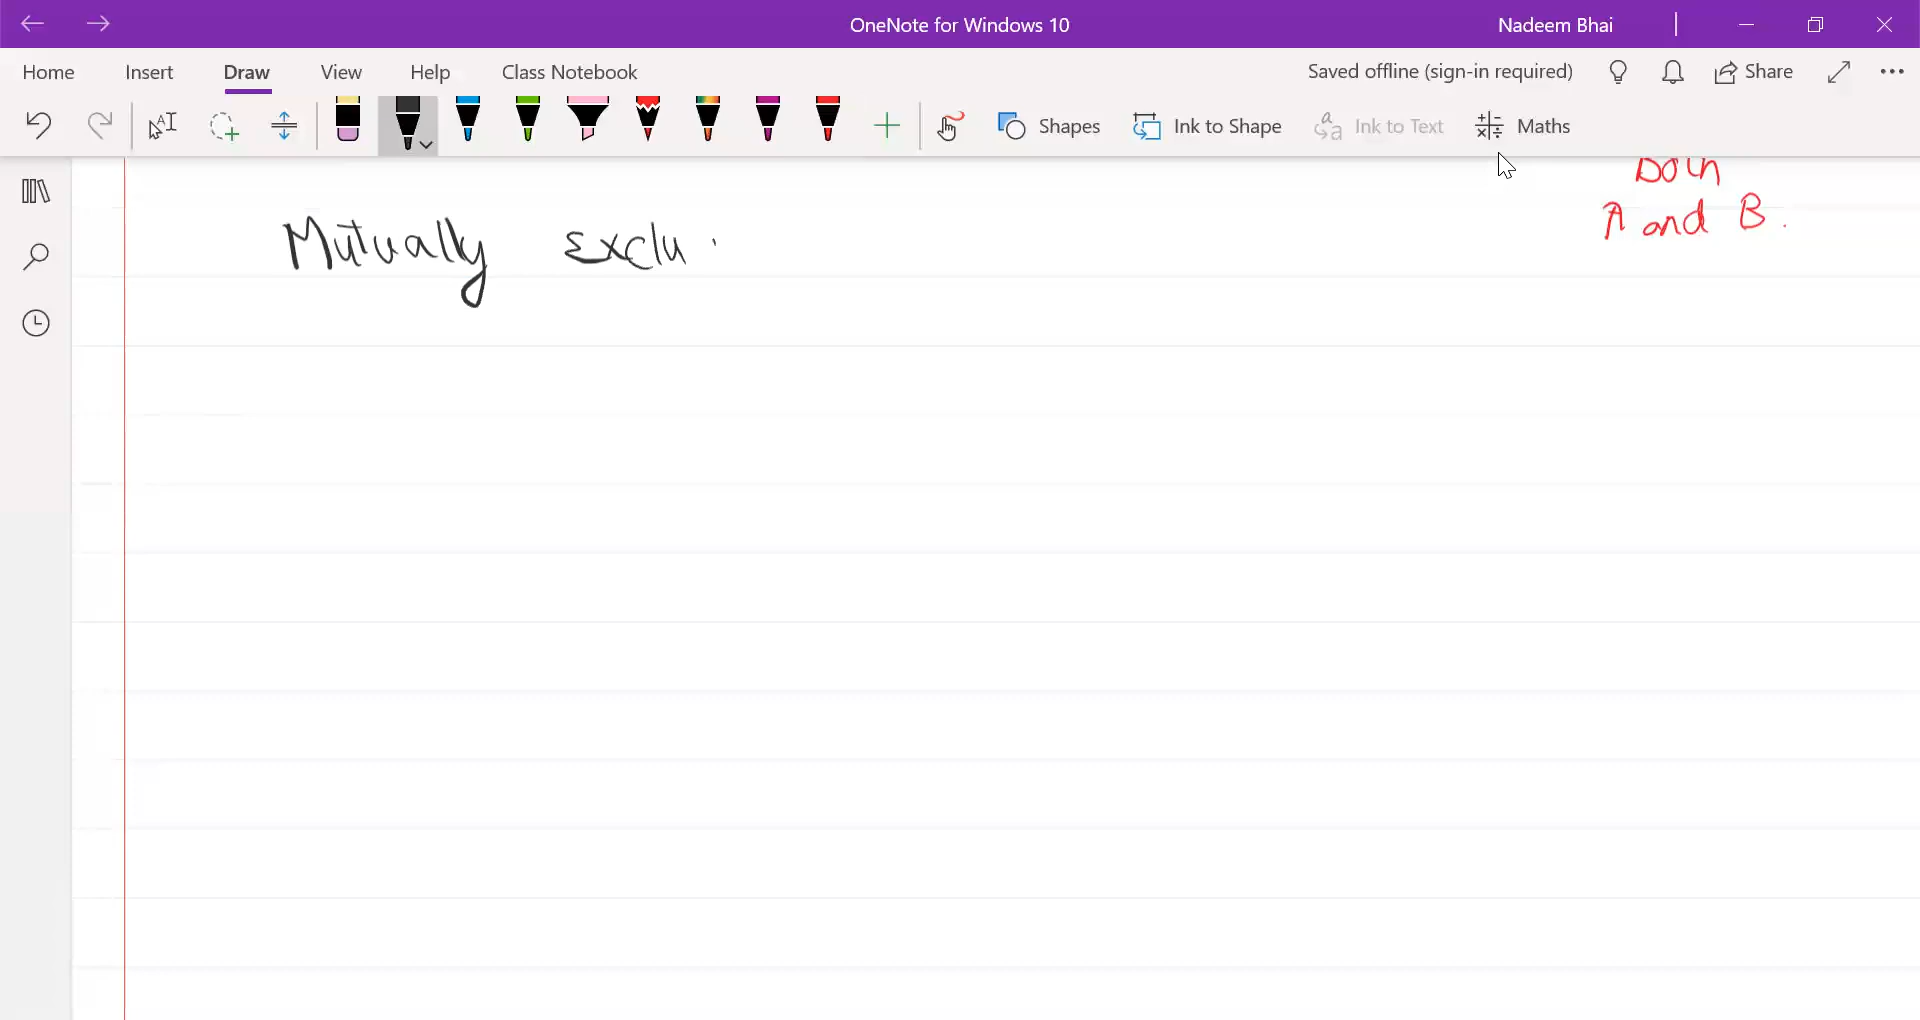 OneNote for Windows 10
Nadeem Bhai
Home Insert Draw View Help Class Notebook
Saved offline (sign-in required) Share
Shapes Ink to Shape Ink to Text Maths
Both
A and B.
Mutually Exclu